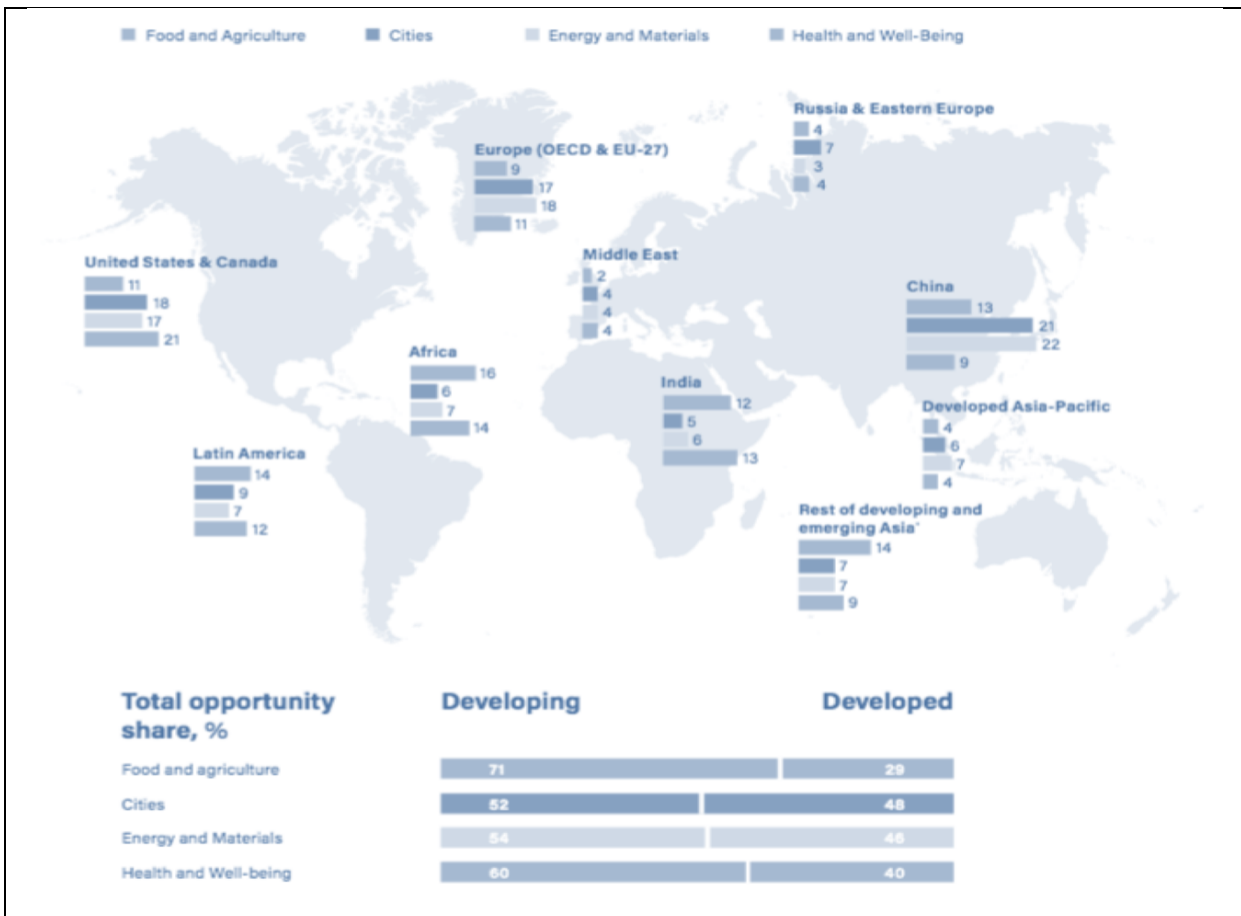 Food and Agriculture
Cities
Energy and Materials
Health and Well-Being
Russia & Eastern Europe
4
7
3
4
Europe (OECD & EU-27)
9
17
18
11
Middle East
2
4
4
4
United States & Canada
11
18
17
21
China
13
21
22
9
Africa
16
6
7
14
India
12
5
6
13
Developed Asia-Pacific
4
6
7
4
Latin America
14
9
7
12
Rest of developing and
emerging Asia*
14
7
7
9
Total opportunity
share, %
Developing
Developed
Food and agriculture
71
29
Cities
52
48
Energy and Materials
54
46
Health and Well-being
60
40